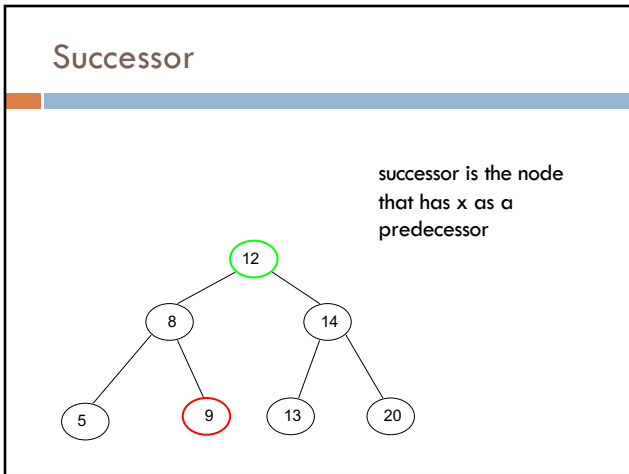 Successor
successor is the node
that has x as a
predecessor
12
8 14
5 9 13 20